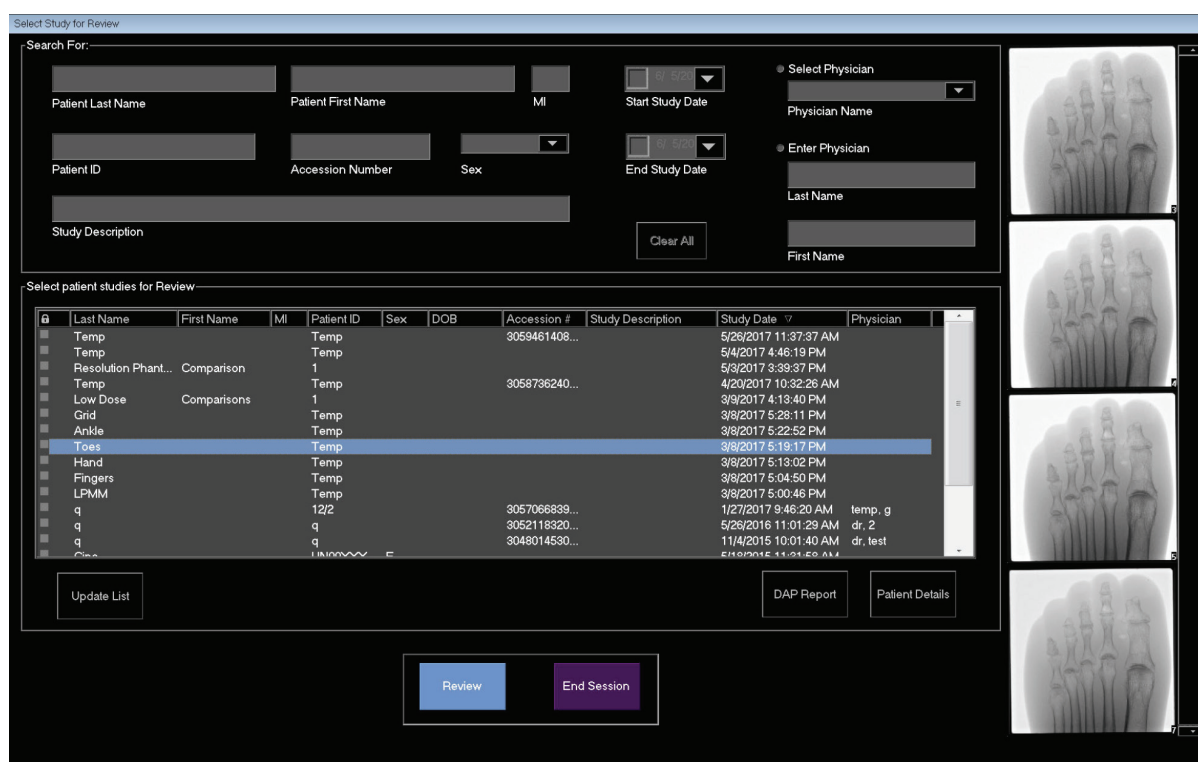 Select Study for Review
Search For:
Patient Last Name
Patient First Name
MI
Start Study Date
Select Physician
Physician Name
Patient ID
Accession Number
Sex
End Study Date
Enter Physician
Last Name
Study Description
Clear All
First Name
Select patient studies for Review
Last Name First Name MI Patient ID Sex DOB Accession # Study Description Study Date Physician
Temp Temp 3059461408... 5/26/2017 11:37:37 AM
Temp Temp 5/4/2017 4:46:19 PM
Resolution Phant... Comparison 1 5/3/2017 3:39:37 PM
Temp Temp 3058736240... 4/20/2017 10:32:26 AM
Low Dose Comparisons 1 3/9/2017 4:13:40 PM
Grid Temp 3/8/2017 5:28:11 PM
Ankle Temp 3/8/2017 5:22:52 PM
Toes Temp 3/8/2017 5:19:17 PM
Hand Temp 3/8/2017 5:13:02 PM
Fingers Temp 3/8/2017 5:04:50 PM
LPMM Temp 3/8/2017 5:00:46 PM
q 12/2 3057066839... 1/27/2017 9:46:20 AM temp, g
q q 3052118320... 5/26/2016 11:01:29 AM dr, 2
q q 3048014530... 11/4/2015 10:01:40 AM dr, test
Update List
DAP Report
Patient Details
Review
End Session
3
4
5
7